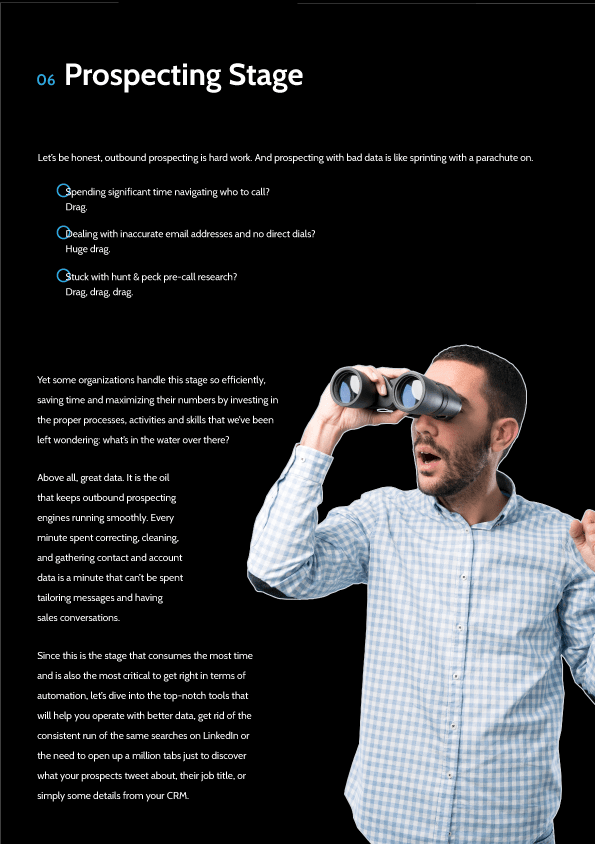 06 Prospecting Stage
Let's be honest, outbound prospecting is hard work. And prospecting with bad data is like sprinting with a parachute on.
Spending significant time navigating who to call?
Drag.
Dealing with inaccurate email addresses and no direct dials?
Huge drag.
Stuck with hunt & peck pre-call research?
Drag, drag, drag.
Yet some organizations handle this stage so efficiently,
saving time and maximizing their numbers by investing in
the proper processes, activities and skills that we've been
left wondering: what's in the water over there?
Above all, great data. It is the oil
that keeps outbound prospecting
engines running smoothly. Every
minute spent correcting, cleaning,
and gathering contact and account
data is a minute that can't be spent
tailoring messages and having
sales conversations.
Since this is the stage that consumes the most time
and is also the most critical to get right in terms of
automation, let's dive into the top-notch tools that
will help you operate with better data, get rid of the
consistent run of the same searches on LinkedIn or
the need to open up a million tabs just to discover
what your prospects tweet about, their job title, or
simply some details from your CRM.